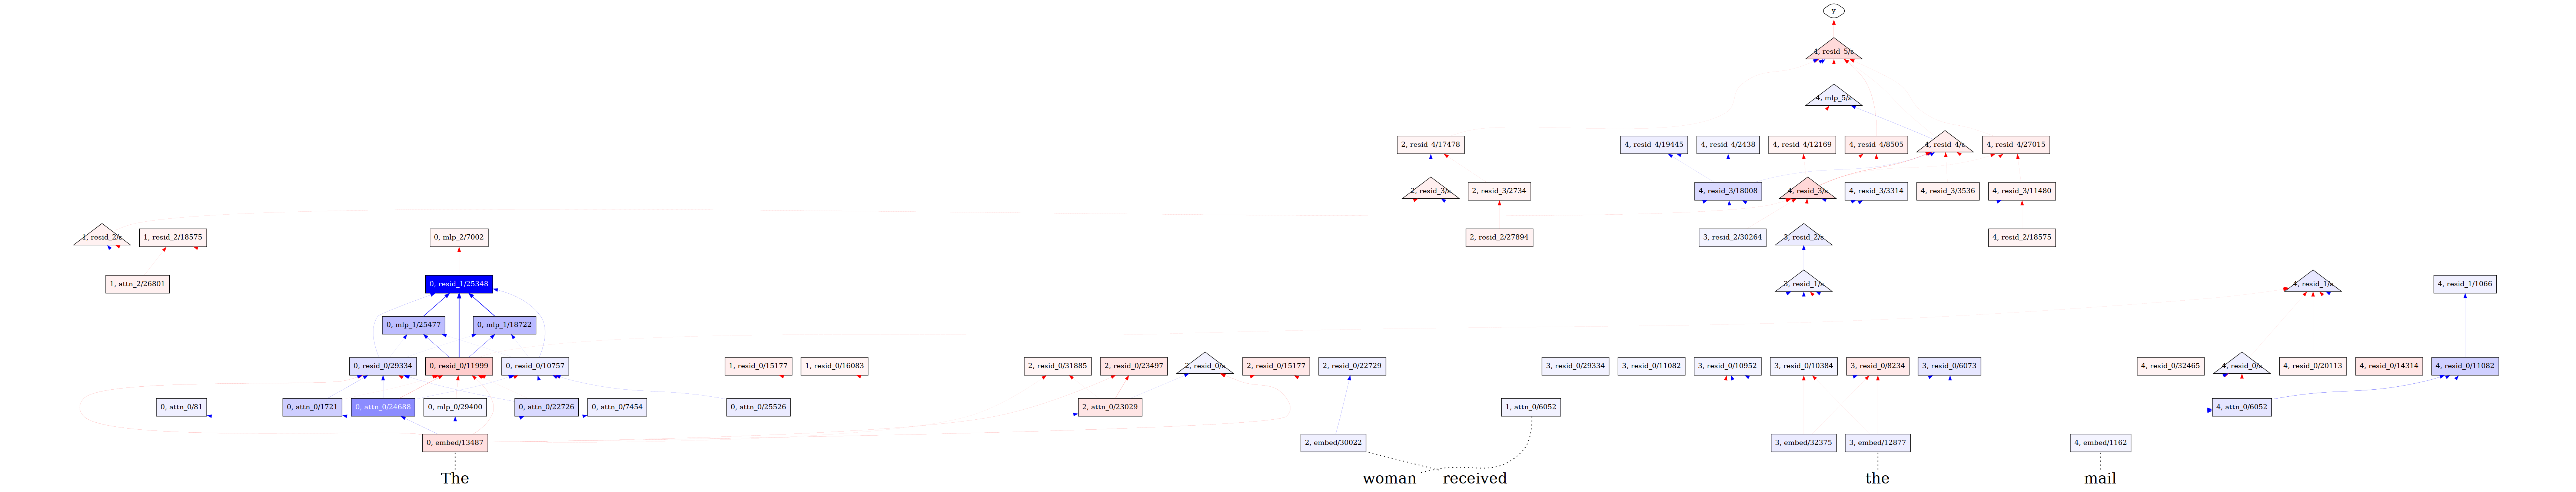 y
4, resid_5/ε
4, mlp_5/ε
2, resid_4/17478
4, resid_4/19445
4, resid_4/2438
4, resid_4/12169
4, resid_4/8505
4, resid_4/ε
4, resid_4/27015
2, resid_3/ε
2, resid_3/2734
4, resid_3/18008
4, resid_3/ε
4, resid_3/3314
4, resid_3/3536
4, resid_3/11480
1, resid_2/ε
1, resid_2/18575
0, mlp_2/7002
2, resid_2/27894
3, resid_2/30264
3, resid_2/ε
4, resid_2/18575
1, attn_2/26801
0, resid_1/25348
3, resid_1/ε
4, resid_1/ε
4, resid_1/1066
0, mlp_1/25477
0, mlp_1/18722
0, resid_0/29334
0, resid_0/11999
0, resid_0/10757
1, resid_0/15177
1, resid_0/16083
2, resid_0/31885
2, resid_0/23497
2, resid_0/ε
2, resid_0/15177
2, resid_0/22729
3, resid_0/29334
3, resid_0/11082
3, resid_0/10952
3, resid_0/10384
3, resid_0/8234
3, resid_0/6073
4, resid_0/32465
4, resid_0/ε
4, resid_0/20113
4, resid_0/14314
4, resid_0/11082
0, attn_0/81
0, attn_0/1721
0, attn_0/24688
0, mlp_0/29400
0, attn_0/22726
0, attn_0/7454
0, attn_0/25526
2, attn_0/23029
1, attn_0/6052
4, attn_0/6052
0, embed/13487
2, embed/30022
3, embed/32375
3, embed/12877
4, embed/1162
The woman received the mail